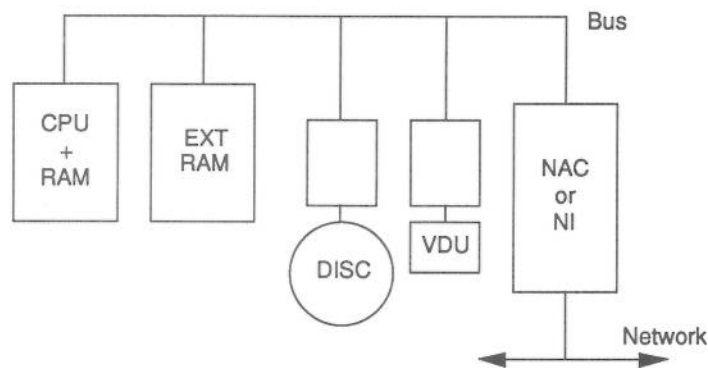 Bus
CPU
+
RAM
EXT
RAM
DISC
VDU
NAC
or
NI
Network